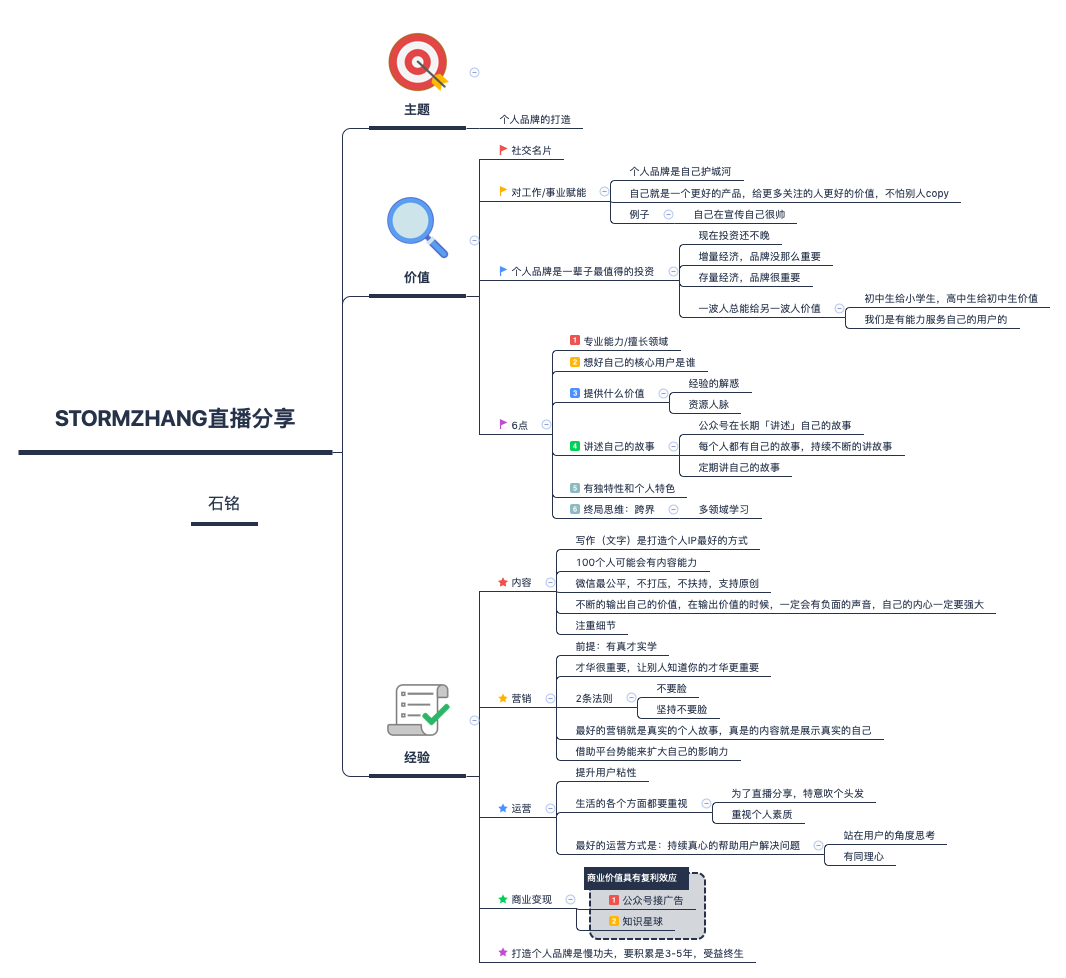 STORMZHANG直播分享
石铭
主题
个人品牌的打造
价值
社交名片
对工作/事业赋能
个人品牌是自己护城河
自己就是一个更好的产品，给更多关注的人更好的价值，不怕别人copy
例子
自己在宣传自己很帅
个人品牌是一辈子最值得的投资
现在投资还不晚
增量经济，品牌没那么重要
存量经济，品牌很重要
一波人总能给另一波人价值
初中生给小学生，高中生给初中生价值
我们是有能力服务自己的用户的
6点
1 专业能力/擅长领域
2 想好自己的核心用户是谁
3 提供什么价值
经验的解惑
资源人脉
4 讲述自己的故事
公众号在长期「讲述」自己的故事
每个人都有自己的故事，持续不断的讲故事
定期讲自己的故事
5 有独特性和个人特色
6 终局思维：跨界
多领域学习
经验
内容
写作（文字）是打造个人IP最好的方式
100个人可能会有内容能力
微信最公平，不打压，不扶持，支持原创
不断的输出自己的价值，在输出价值的时候，一定会有负面的声音，自己的内心一定要强大
注重细节
营销
前提：有真才实学
才华很重要，让别人知道你的才华更重要
2条法则
不要脸
坚持不要脸
最好的营销就是真实的个人故事，真是的内容就是展示真实的自己
借助平台势能来扩大自己的影响力
运营
提升用户粘性
生活的各个方面都要重视
为了直播分享，特意吹个头发
重视个人素质
最好的运营方式是：持续真心的帮助用户解决问题
站在用户的角度思考
有同理心
商业变现
商业价值具有复利效应
1 公众号接广告
2 知识星球
打造个人品牌是慢功夫，要积累是3-5年，受益终生